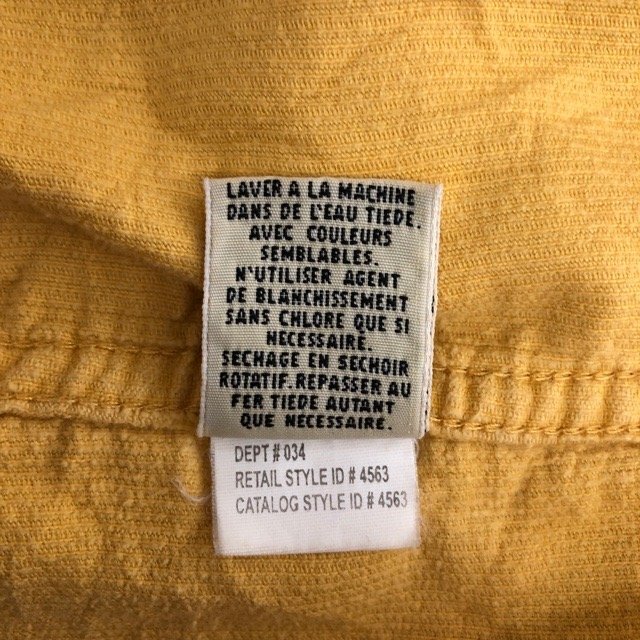 LAVER A LA MACHINE
DANS DE L'EAU TIEDE.
AVEC COULEURS
SEMBLABLES.
N'UTILISER AGENT
DE BLANCHISSEMENT
SANS CHLORE QUE SI
NECESSAIRE.
SECHAGE EN SECHOIR
ROTATIF.REPASSER AU
FER TIEDE AUTANT
QUE NECESSAIRE.
DEPT # 034
RETAIL STYLE ID # 4563
CATALOG STYLE ID # 4563